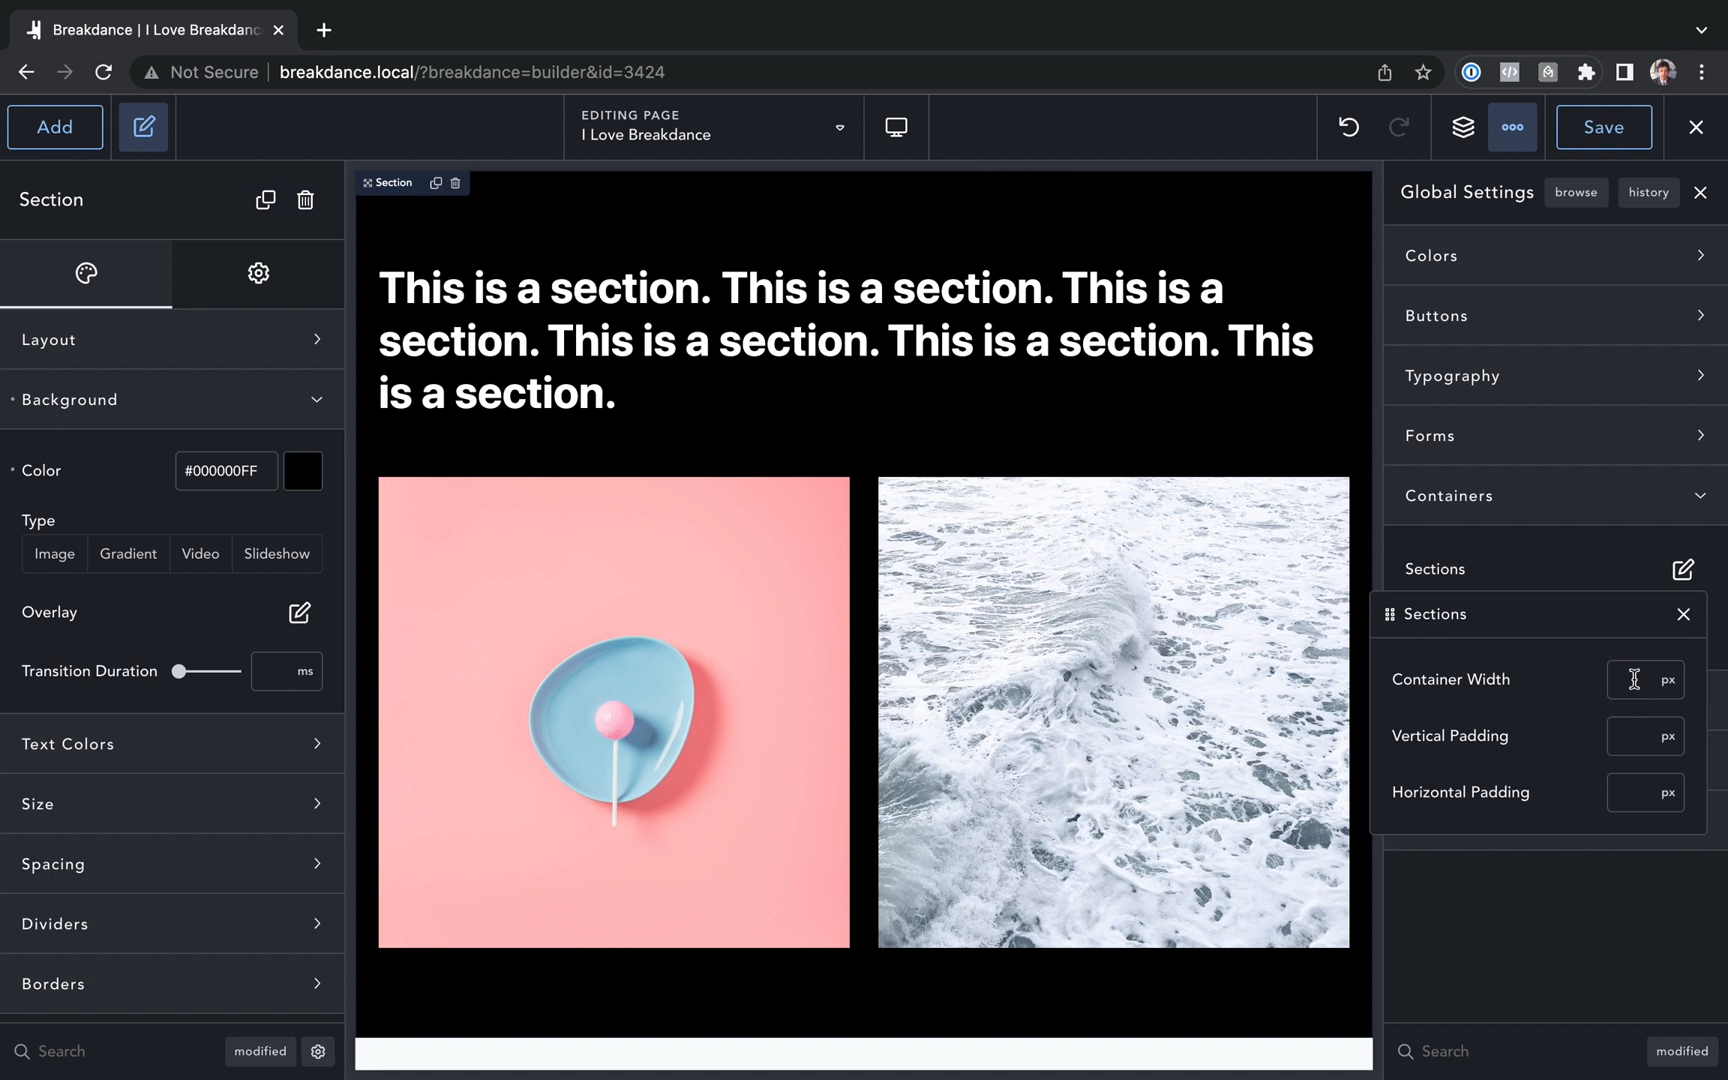 Breakdance | I Love Breakdanc
Not Secure | breakdance.local/?breakdance=builder&id=3424
Add
EDITING PAGE
I Love Breakdance
Save
Section
Layout
Background
Color
#000000FF
Type
Image
Gradient
Video
Slideshow
Overlay
Transition Duration
ms
Text Colors
Size
Spacing
Dividers
Borders
Search
modified
Section
This is a section. This is a section. This is a
section. This is a section. This is a section. This
is a section.
Global Settings
browse
history
Colors
Buttons
Typography
Forms
Containers
Sections
Sections
Container Width
px
Vertical Padding
px
Horizontal Padding
px
Search
modified